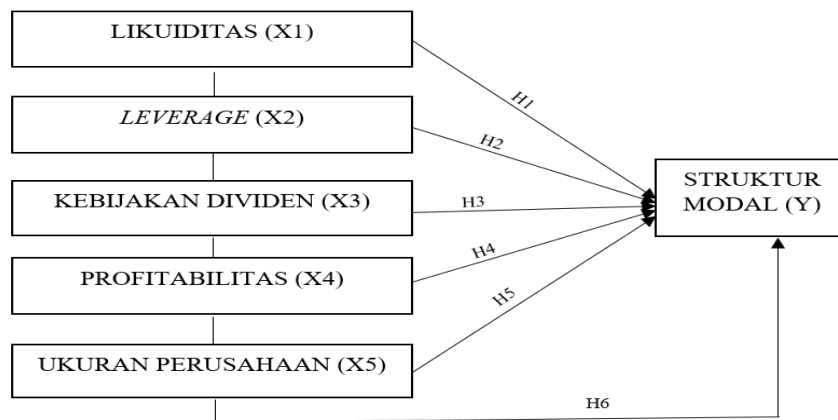 LIKUIDITAS (X1)
H1
LEVERAGE (X2)
H2
KEBIJAKAN DIVIDEN (X3)
H3
STRUKTUR
MODAL (Y)
PROFITABILITAS (X4)
H4
UKURAN PERUSAHAAN (X5)
H5
H6